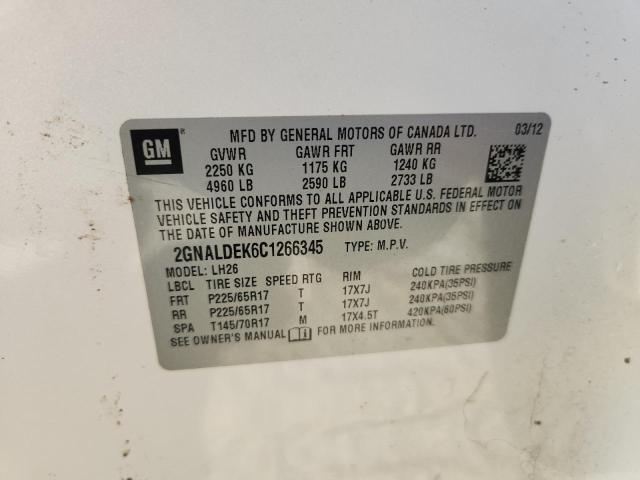 GM ®
MFD BY GENERAL MOTORS OF CANADA LTD. 03/12
GVWR GAWR FRT GAWR RR
2250 KG 1175 KG 1240 KG
4960 LB 2590 LB 2733 LB
THIS VEHICLE CONFORMS TO ALL APPLICABLE U.S. FEDERAL MOTOR
VEHICLE SAFETY AND THEFT PREVENTION STANDARDS IN EFFECT ON
THE DATE OF MANUFACTURE SHOWN ABOVE.
2GNALDEK6C1266345 TYPE: M.P.V.
MODEL: LH26
LBCL TIRE SIZE SPEED RTG RIM COLD TIRE PRESSURE
FRT P225/65R17 T 17X7J 240KPA(35PSI)
RR P225/65R17 T 17X7J 240KPA(35PSI)
SPA T145/70R17 M 17X4.5T 420KPA(60PSI)
SEE OWNER'S MANUAL FOR MORE INFORMATION.